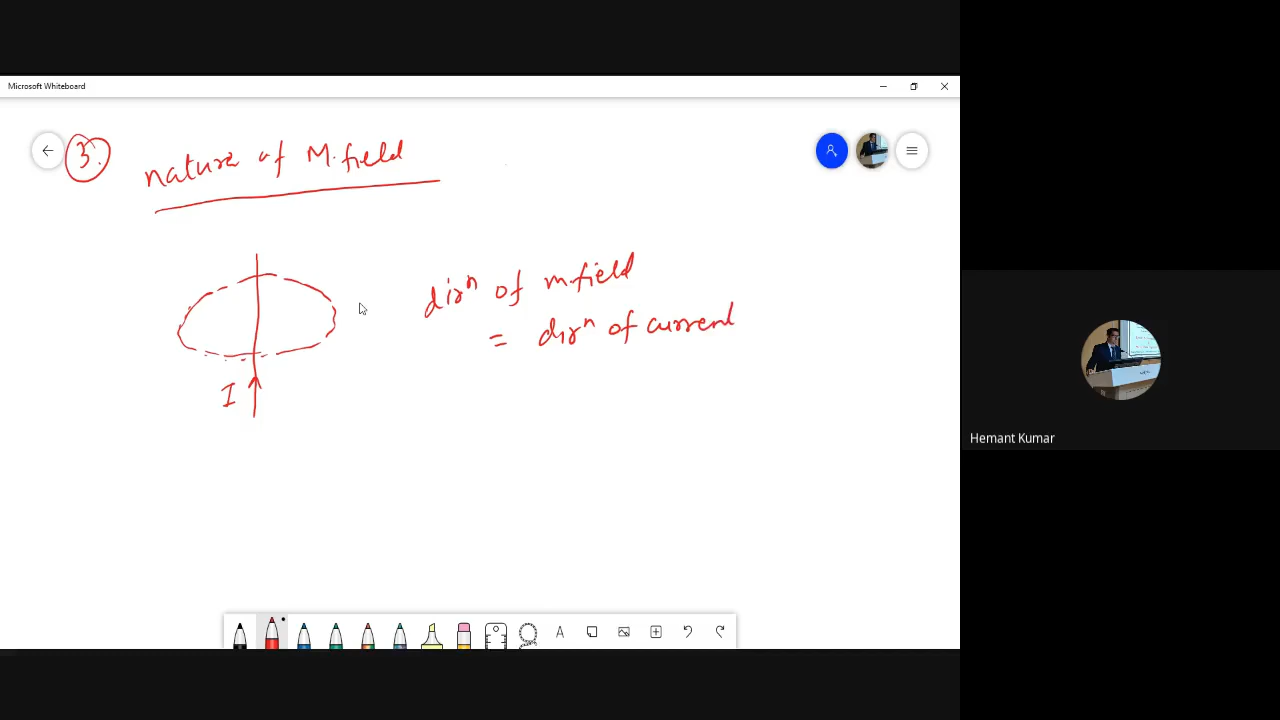 Microsoft Whiteboard
3.
nature of M.field
dirⁿ of m.field
= dirⁿ of current
I
A
Hemant Kumar